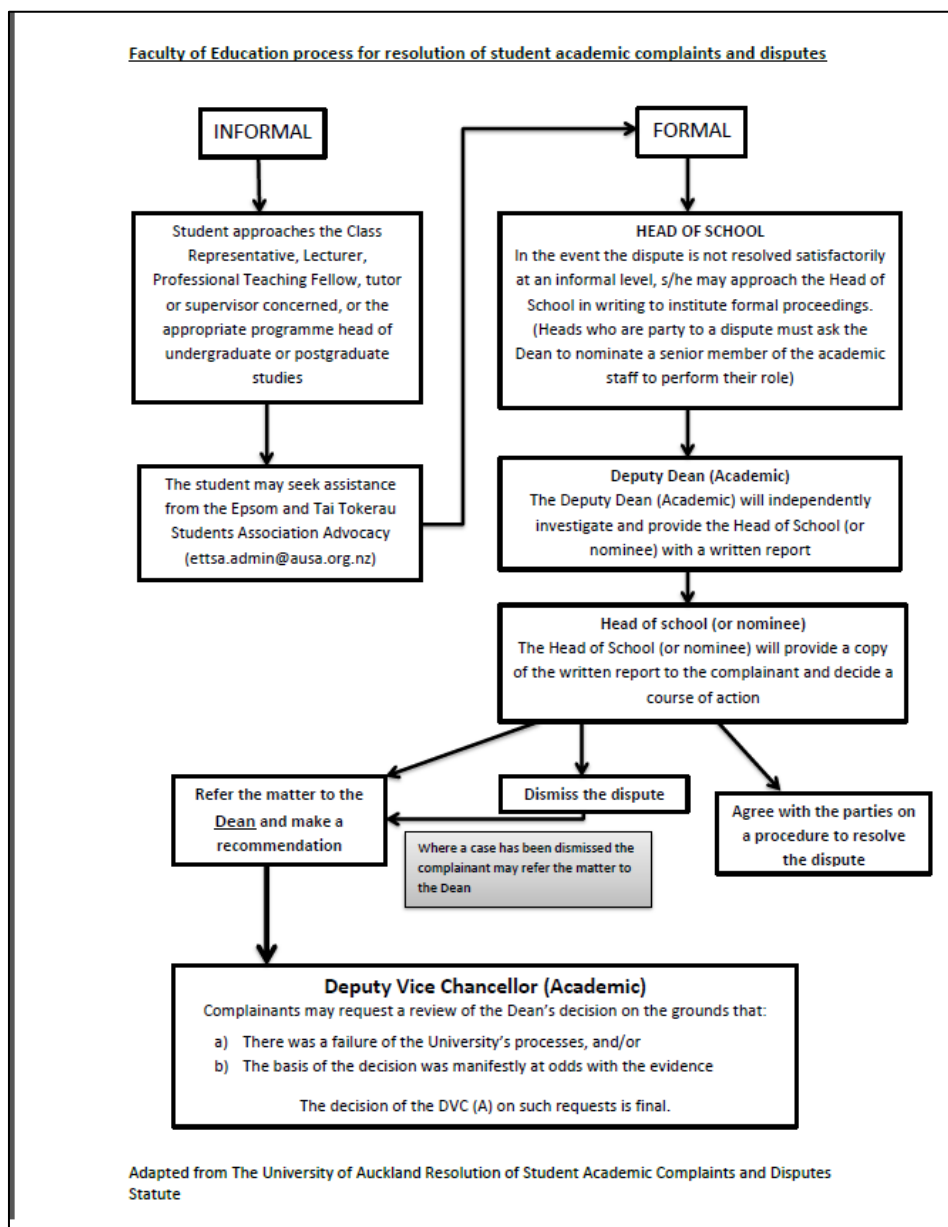 Faculty of Education process for resolution of student academic complaints and disputes
INFORMAL
FORMAL
Student approaches the Class
Representative, Lecturer,
Professional Teaching Fellow, tutor
or supervisor concerned, or the
appropriate programme head of
undergraduate or postgraduate
studies
The student may seek assistance
from the Epsom and Tai Tokerau
Students Association Advocacy
(ettsa.admin@ausa.org.nz)
HEAD OF SCHOOL
In the event the dispute is not resolved satisfactorily
at an informal level, s/he may approach the Head of
School in writing to institute formal proceedings.
(Heads who are party to a dispute must ask the
Dean to nominate a senior member of the academic
staff to perform their role)
Deputy Dean (Academic)
The Deputy Dean (Academic) will independently
investigate and provide the Head of School (or
nominee) with a written report
Head of school (or nominee)
The Head of School (or nominee) will provide a copy
of the written report to the complainant and decide a
course of action
Refer the matter to the
Dean and make a
recommendation
Dismiss the dispute
Agree with the parties on
a procedure to resolve
the dispute
Where a case has been dismissed the
complainant may refer the matter to
the Dean
Deputy Vice Chancellor (Academic)
Complainants may request a review of the Dean's decision on the grounds that:
a) There was a failure of the University's processes, and/or
b) The basis of the decision was manifestly at odds with the evidence
The decision of the DVC (A) on such requests is final.
Adapted from The University of Auckland Resolution of Student Academic Complaints and Disputes
Statute